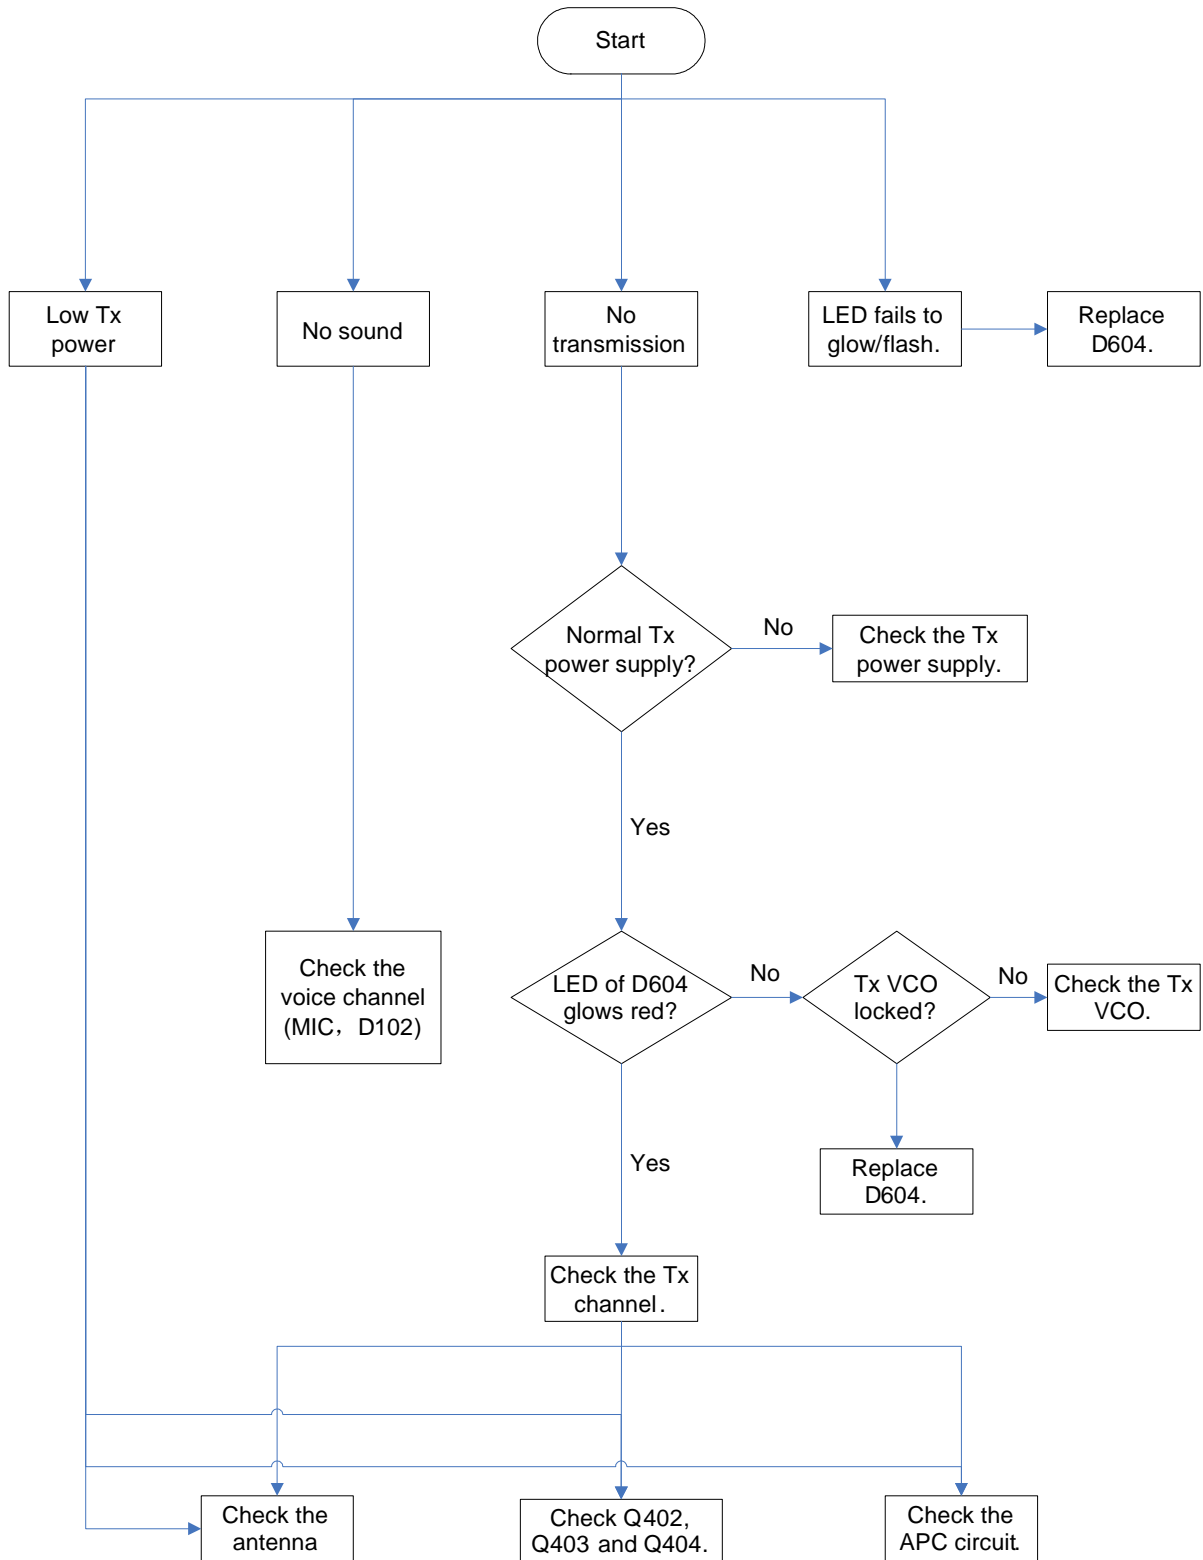 Start
Low Tx
power
No sound
No
transmission
LED fails to
glow/flash.
Replace
D604.
Normal Tx
power supply?
No
Check the Tx
power supply.
Yes
Check the
voice channel
(MIC，D102)
LED of D604
glows red?
No
Tx VCO
locked?
No
Check the Tx
VCO.
Replace
D604.
Yes
Check the Tx
channel.
Check the
antenna
Check Q402,
Q403 and Q404.
Check the
APC circuit.